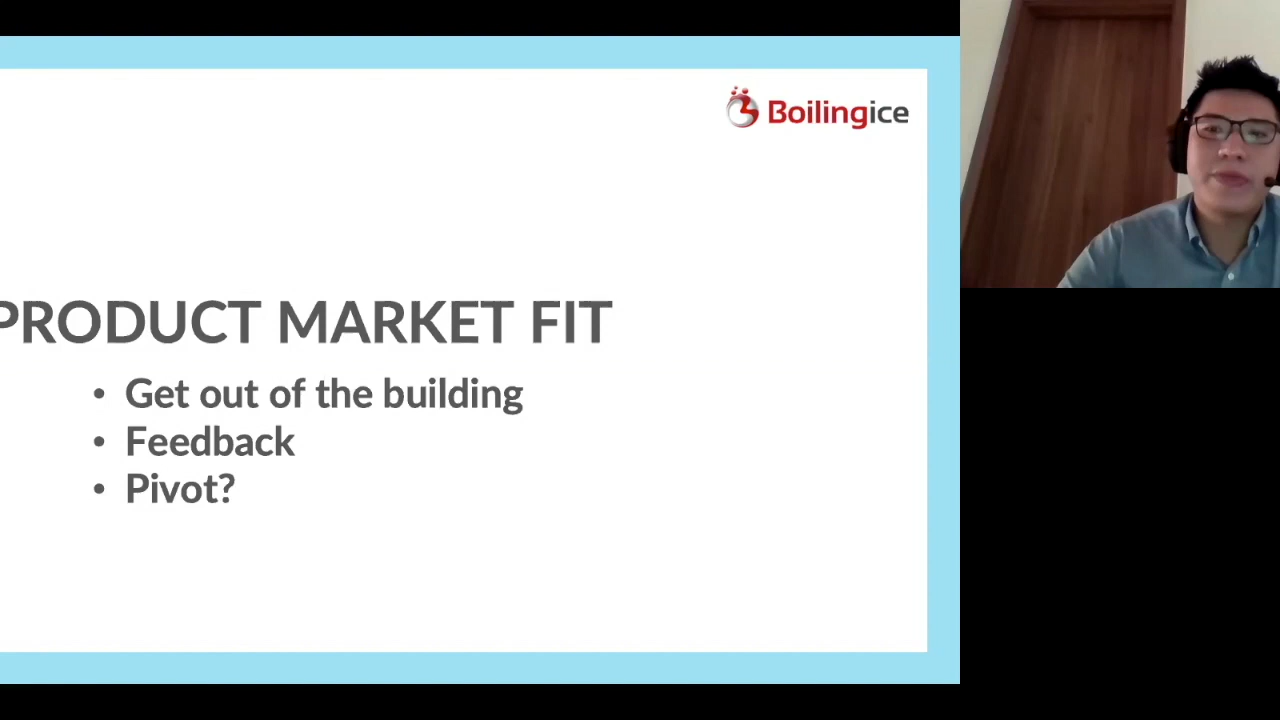 Boilingice
PRODUCT MARKET FIT
• Get out of the building
• Feedback
• Pivot?